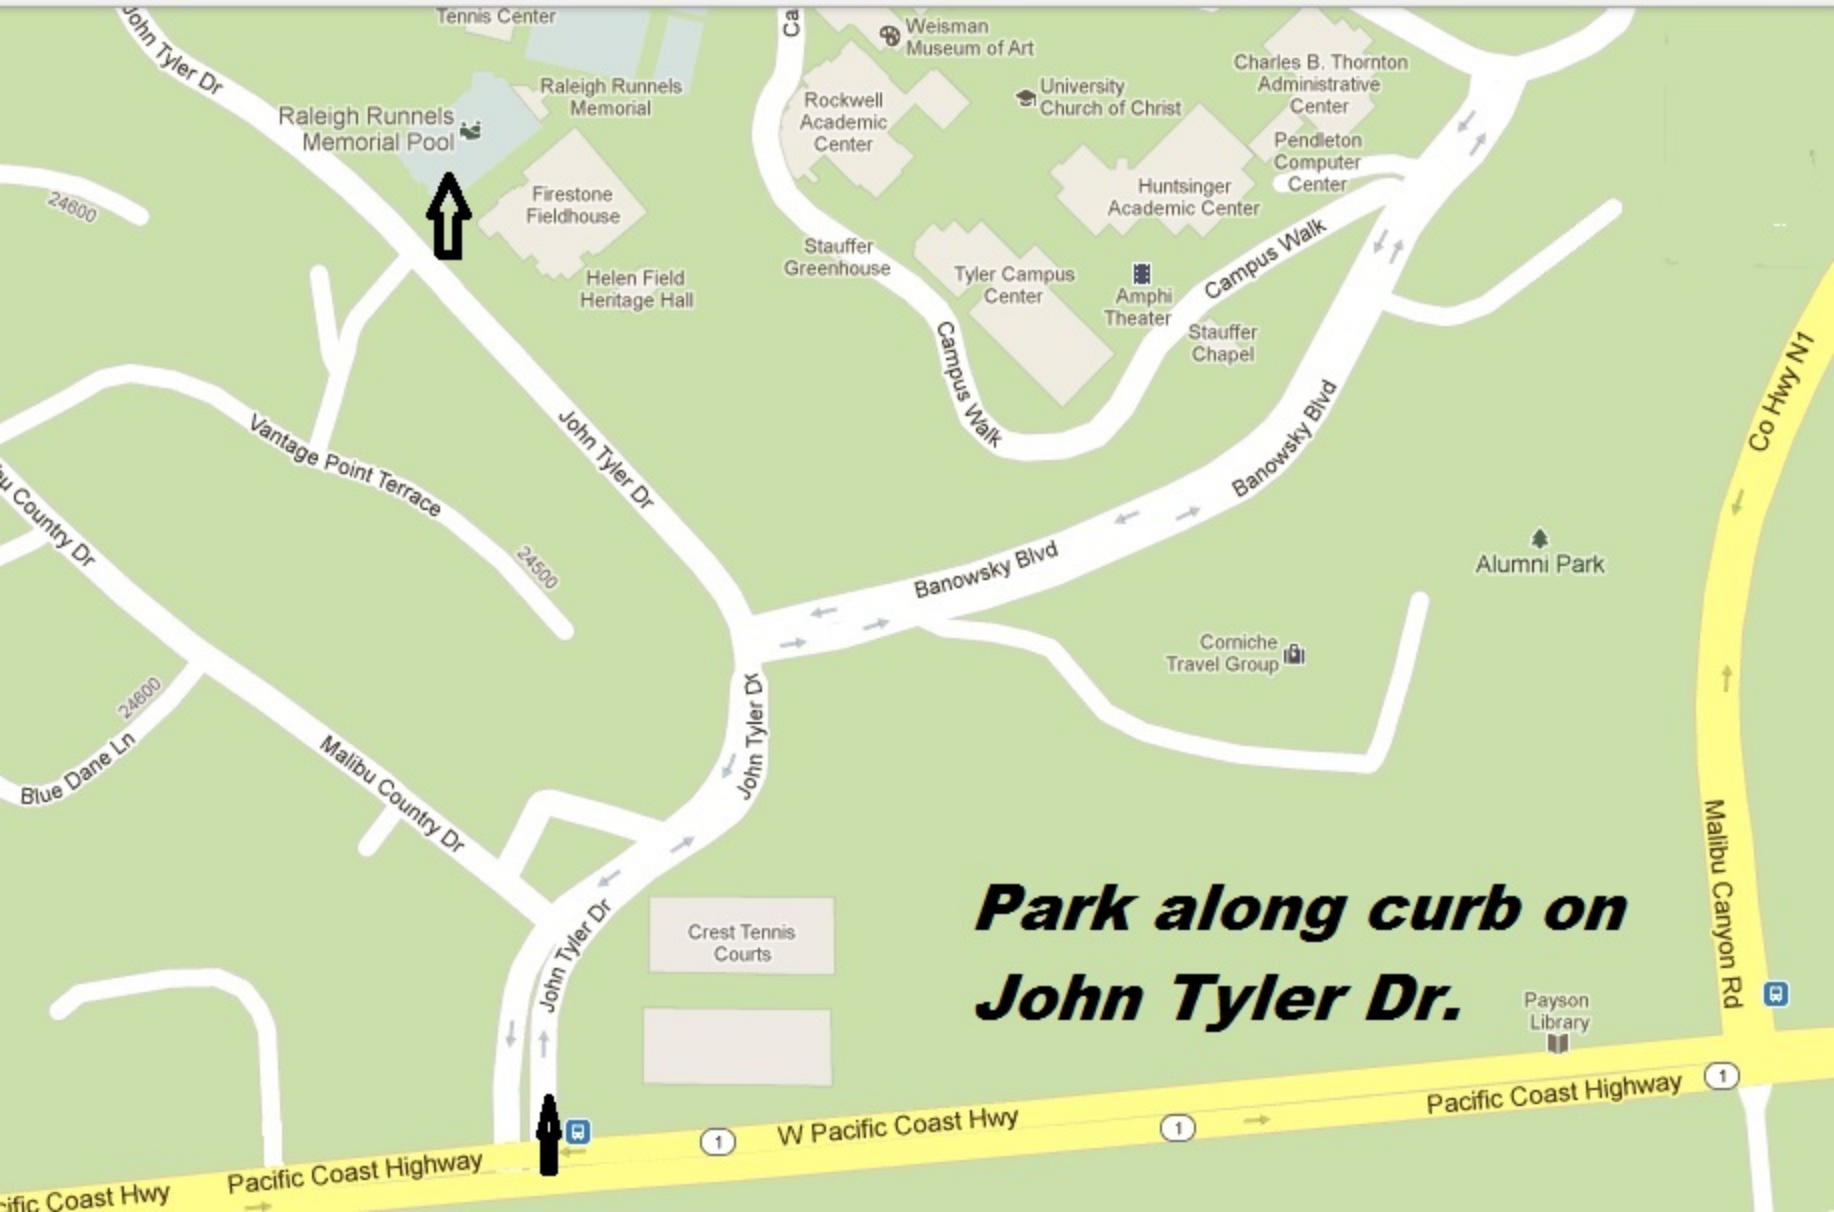 Tennis Center
John Tyler Dr
Ca
Weisman
Museum of Art
Charles B. Thornton
Administrative
Center
Raleigh Runnels
Memorial
Raleigh Runnels
Memorial Pool
Rockwell
Academic
Center
University
Church of Christ
Pendleton
Computer
Center
24600
Firestone
Fieldhouse
Huntsinger
Academic Center
Stauffer
Greenhouse
Campus Walk
Helen Field
Heritage Hall
Tyler Campus
Center
Amphi
Theater
Stauffer
Chapel
Campus Walk
Co Hwy N1
John Tyler Dr
Vantage Point Terrace
Banowsky Blvd
u Country Dr
24500
Banowsky Blvd
Alumni Park
Corniche
Travel Group
24600
Blue Dane Ln
John Tyler Dr
Malibu Country Dr
Malibu Canyon Rd
Park along curb on
John Tyler Dr.
Crest Tennis
Courts
John Tyler Dr
Payson
Library
1
Pacific Coast Highway
1
W Pacific Coast Hwy
1
Pacific Coast Highway
cific Coast Hwy